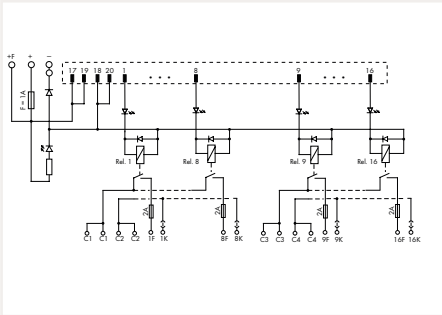 +F + −
17 19 18 20 1 8 9 16
F = 1A
Rel. 1 Rel. 8 Rel. 9 Rel. 16
2A 2A 2A 2A
C1 C1 C2 C2 1F 1K 8F 8K C3 C3 C4 C4 9F 9K 16F 16K